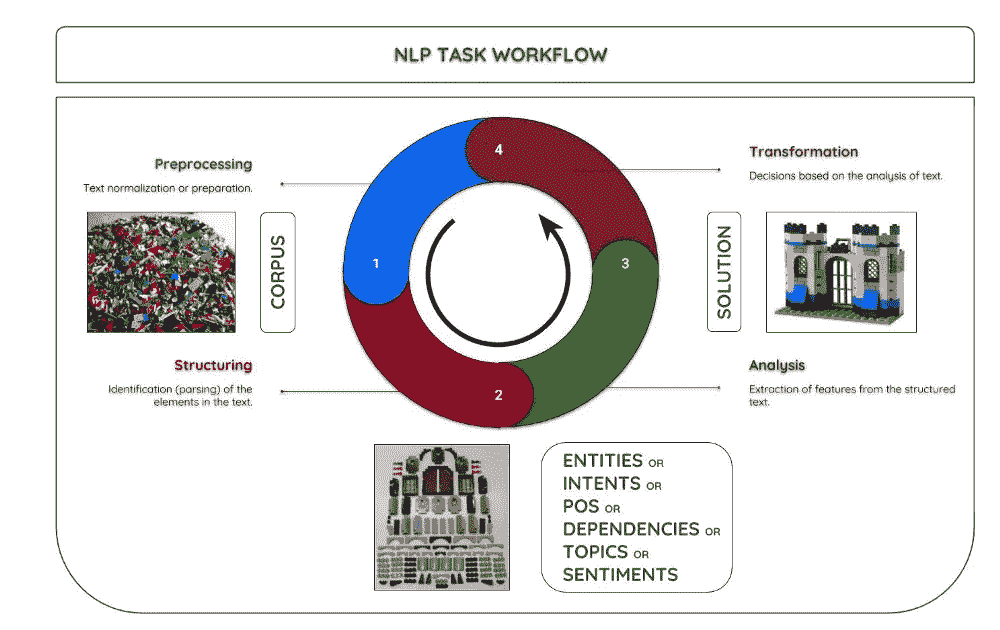 NLP TASK WORKFLOW
Preprocessing
Text normalization or preparation.
CORPUS
Structuring
Identification (parsing) of the
elements in the text.
4
1
3
2
Transformation
Decisions based on the analysis of text.
SOLUTION
Analysis
Extraction of features from the structured
text.
ENTITIES OR
INTENTS OR
POS OR
DEPENDENCIES OR
TOPICS OR
SENTIMENTS